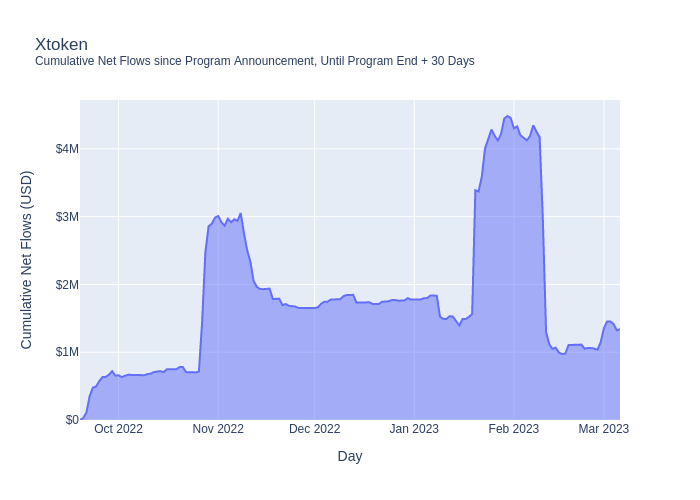 Xtoken
Cumulative Net Flows since Program Announcement, Until Program End + 30 Days
Cumulative Net Flows (USD)
$4M
$3M
$2M
$1M
$0
Oct 2022 Nov 2022 Dec 2022 Jan 2023 Feb 2023 Mar 2023
Day